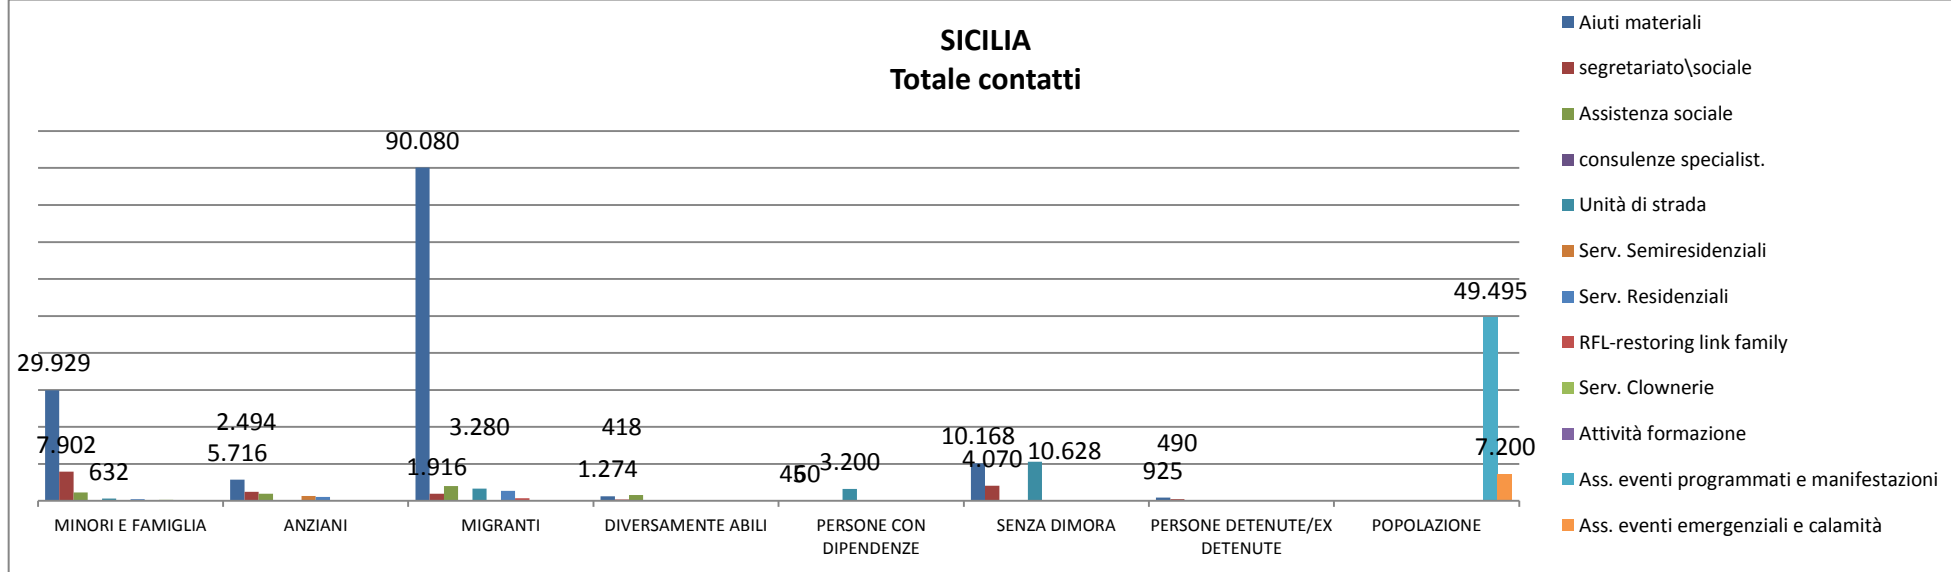 SICILIA
Totale contatti
90.080
49.495
29.929
7.902
632
2.494
5.716
3.280
1.916
418
1.274
3.200
10.168
4.070
10.628
490
925
7.200
MINORI E FAMIGLIA
ANZIANI
MIGRANTI
DIVERSAMENTE ABILI
PERSONE CON
DIPENDENZE
SENZA DIMORA
PERSONE DETENUTE/EX
DETENUTE
POPOLAZIONE
Aiuti materiali
segretariato\sociale
Assistenza sociale
consulenze specialist.
Unità di strada
Serv. Semiresidenziali
Serv. Residenziali
RFL-restoring link family
Serv. Clownerie
Attività formazione
Ass. eventi programmati e manifestazioni
Ass. eventi emergenziali e calamità